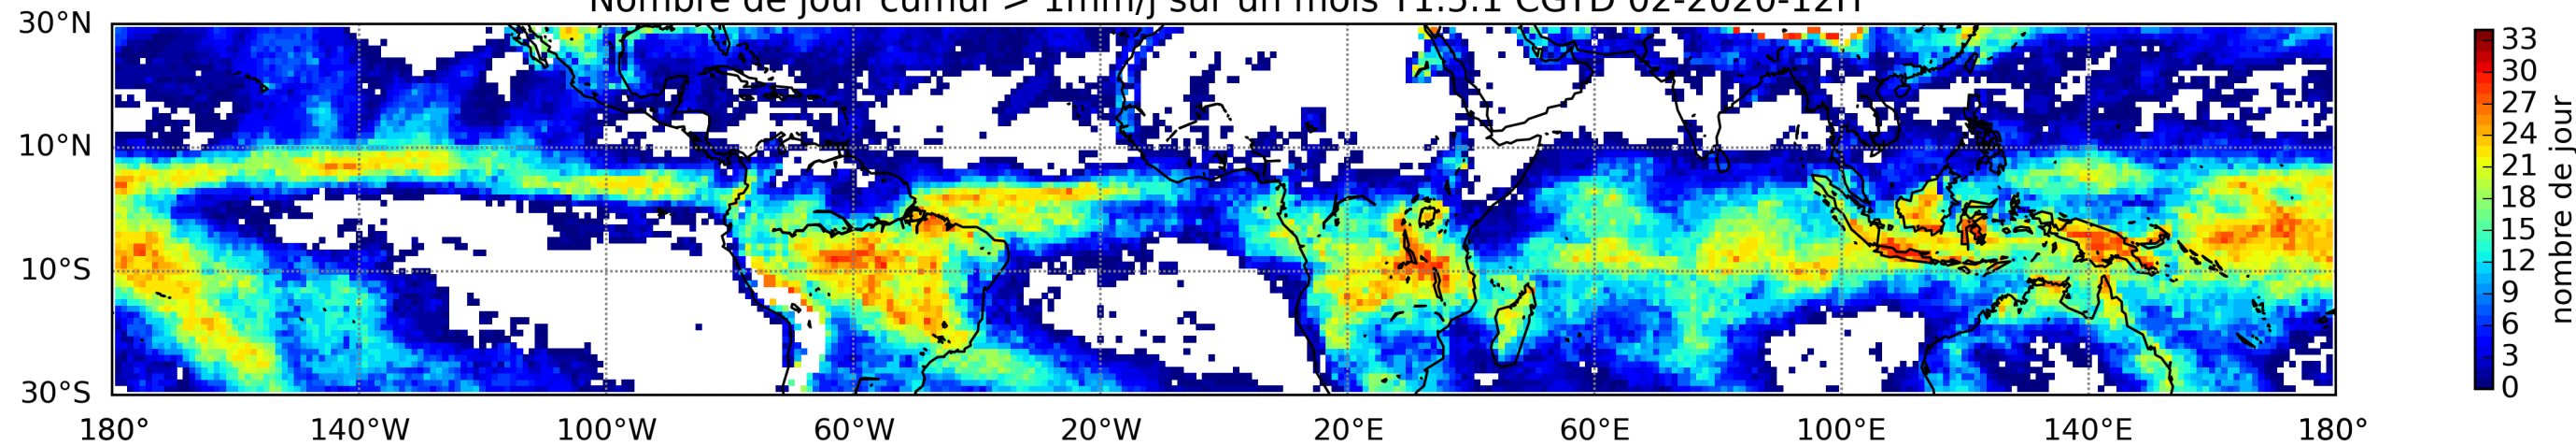 Nombre de jour cumul > 1mm/j sur un mois T1.5.1 CGTD 02-2020-12H
30°N
10°N
10°S
30°S
180° 140°W 100°W 60°W 20°W 20°E 60°E 100°E 140°E 180°
33
30
27
24
21
18
15
12
9
6
3
0
nombre de jour